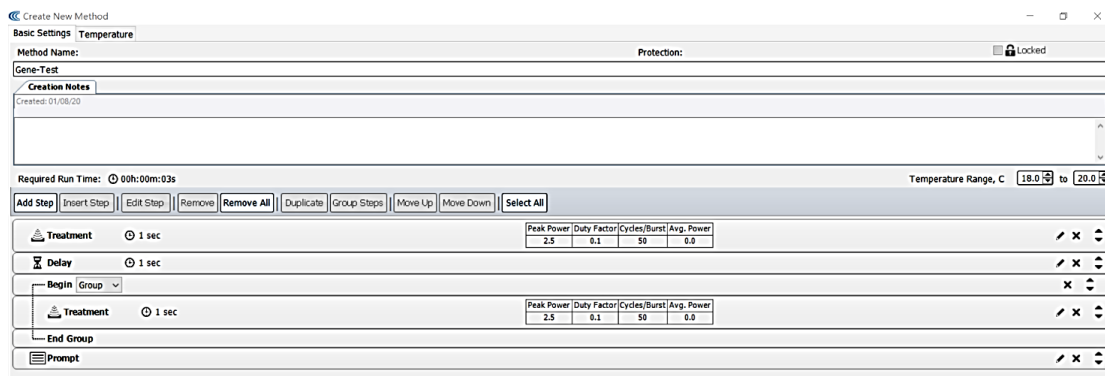 Create New Method
Basic Settings Temperature
Method Name: Protection: Locked
Gene-Test
Creation Notes
Created: 01/08/20
Required Run Time: 00h:00m:03s Temperature Range, C 18.0 to 20.0
Add Step Insert Step Edit Step Remove Remove All Duplicate Group Steps Move Up Move Down Select All
Treatment 1 sec Peak Power Duty Factor Cycles/Burst Avg. Power
2.5 0.1 50 0.0
Delay 1 sec
Begin Group
Treatment 1 sec Peak Power Duty Factor Cycles/Burst Avg. Power
2.5 0.1 50 0.0
End Group
Prompt